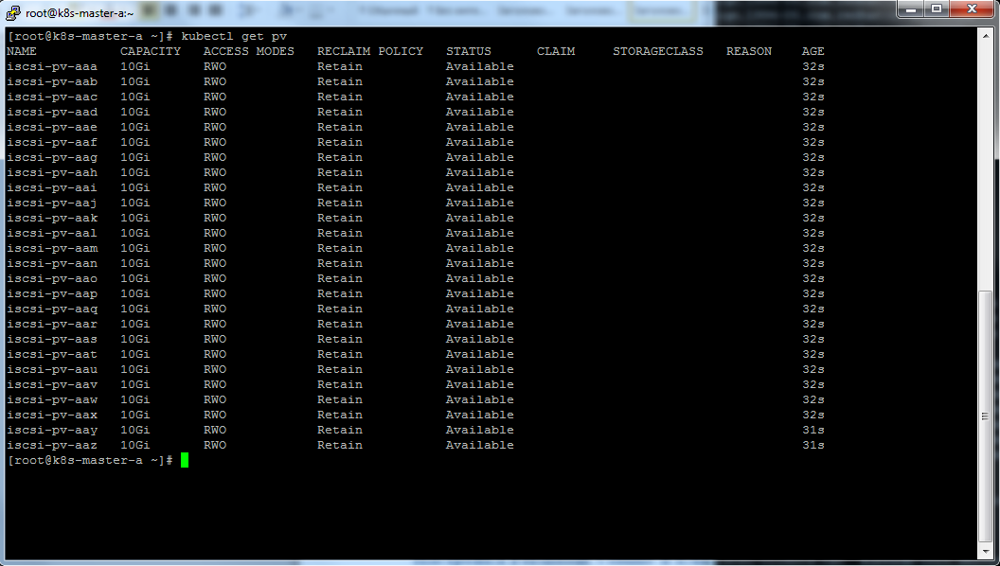 root@k8s-master-a:~
[root@k8s-master-a ~]# kubectl get pv
NAME CAPACITY ACCESS MODES RECLAIM POLICY STATUS CLAIM STORAGECLASS REASON AGE
iscsi-pv-aaa 10Gi RWO Retain Available 32s
iscsi-pv-aab 10Gi RWO Retain Available 32s
iscsi-pv-aac 10Gi RWO Retain Available 32s
iscsi-pv-aad 10Gi RWO Retain Available 32s
iscsi-pv-aae 10Gi RWO Retain Available 32s
iscsi-pv-aaf 10Gi RWO Retain Available 32s
iscsi-pv-aag 10Gi RWO Retain Available 32s
iscsi-pv-aah 10Gi RWO Retain Available 32s
iscsi-pv-aai 10Gi RWO Retain Available 32s
iscsi-pv-aaj 10Gi RWO Retain Available 32s
iscsi-pv-aak 10Gi RWO Retain Available 32s
iscsi-pv-aal 10Gi RWO Retain Available 32s
iscsi-pv-aam 10Gi RWO Retain Available 32s
iscsi-pv-aan 10Gi RWO Retain Available 32s
iscsi-pv-aao 10Gi RWO Retain Available 32s
iscsi-pv-aap 10Gi RWO Retain Available 32s
iscsi-pv-aaq 10Gi RWO Retain Available 32s
iscsi-pv-aar 10Gi RWO Retain Available 32s
iscsi-pv-aas 10Gi RWO Retain Available 32s
iscsi-pv-aat 10Gi RWO Retain Available 32s
iscsi-pv-aau 10Gi RWO Retain Available 32s
iscsi-pv-aav 10Gi RWO Retain Available 32s
iscsi-pv-aaw 10Gi RWO Retain Available 32s
iscsi-pv-aax 10Gi RWO Retain Available 32s
iscsi-pv-aay 10Gi RWO Retain Available 31s
iscsi-pv-aaz 10Gi RWO Retain Available 31s
[root@k8s-master-a ~]#